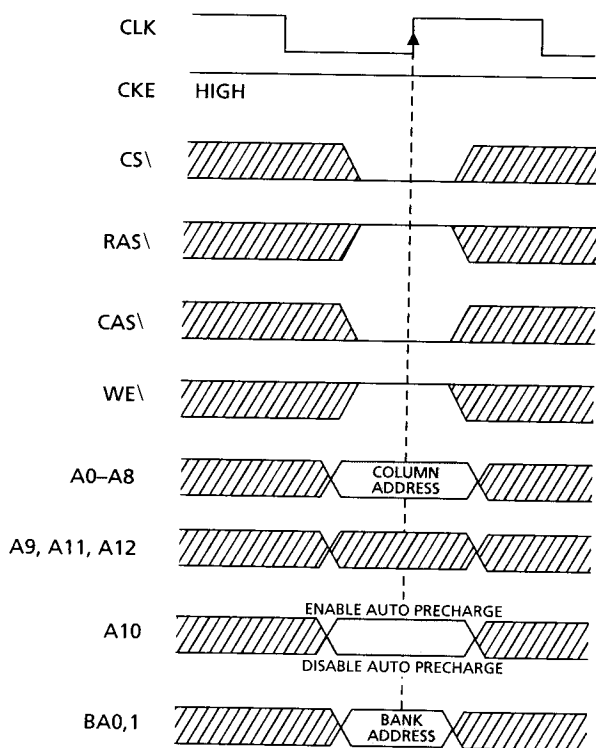 CLK
CKE HIGH
CS\
RAS\
CAS\
WE\
A0–A8 COLUMN ADDRESS
A9, A11, A12
ENABLE AUTO PRECHARGE
A10
DISABLE AUTO PRECHARGE
BA0,1 BANK ADDRESS